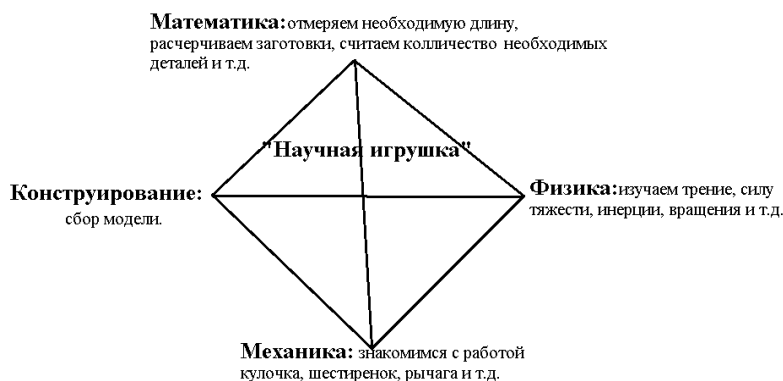 Математика:отмеряем необходимую длину,
расчерчиваем заготовки, считаем колличество необходимых
деталей и т.д.
"Научная игрушка"
Конструирование:
сбор модели.
Физика:изучаем трение, силу
тяжести, инерции, вращения и т.д.
Механика: знакомимся с работой
кулочка, шестиренок, рычага и т.д.